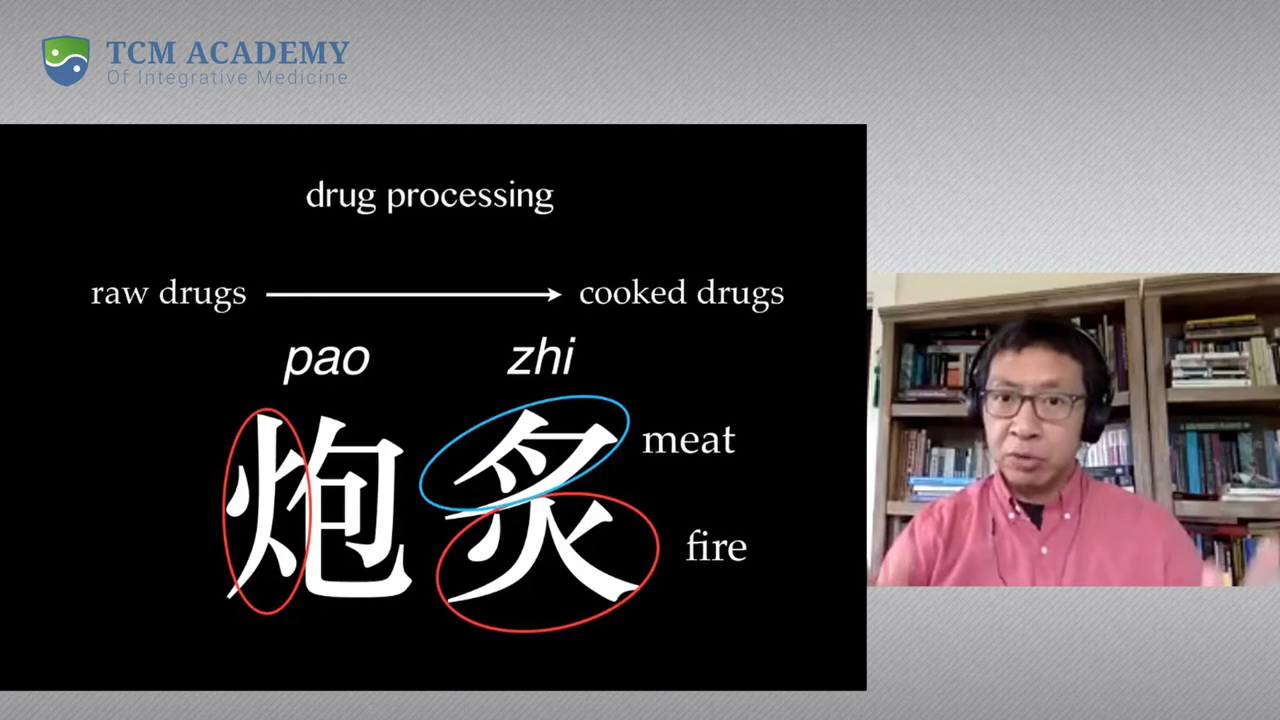 TCM ACADEMY
Of Integrative Medicine
drug processing
raw drugs
cooked drugs
pao
zhi
炮炙
meat
fire